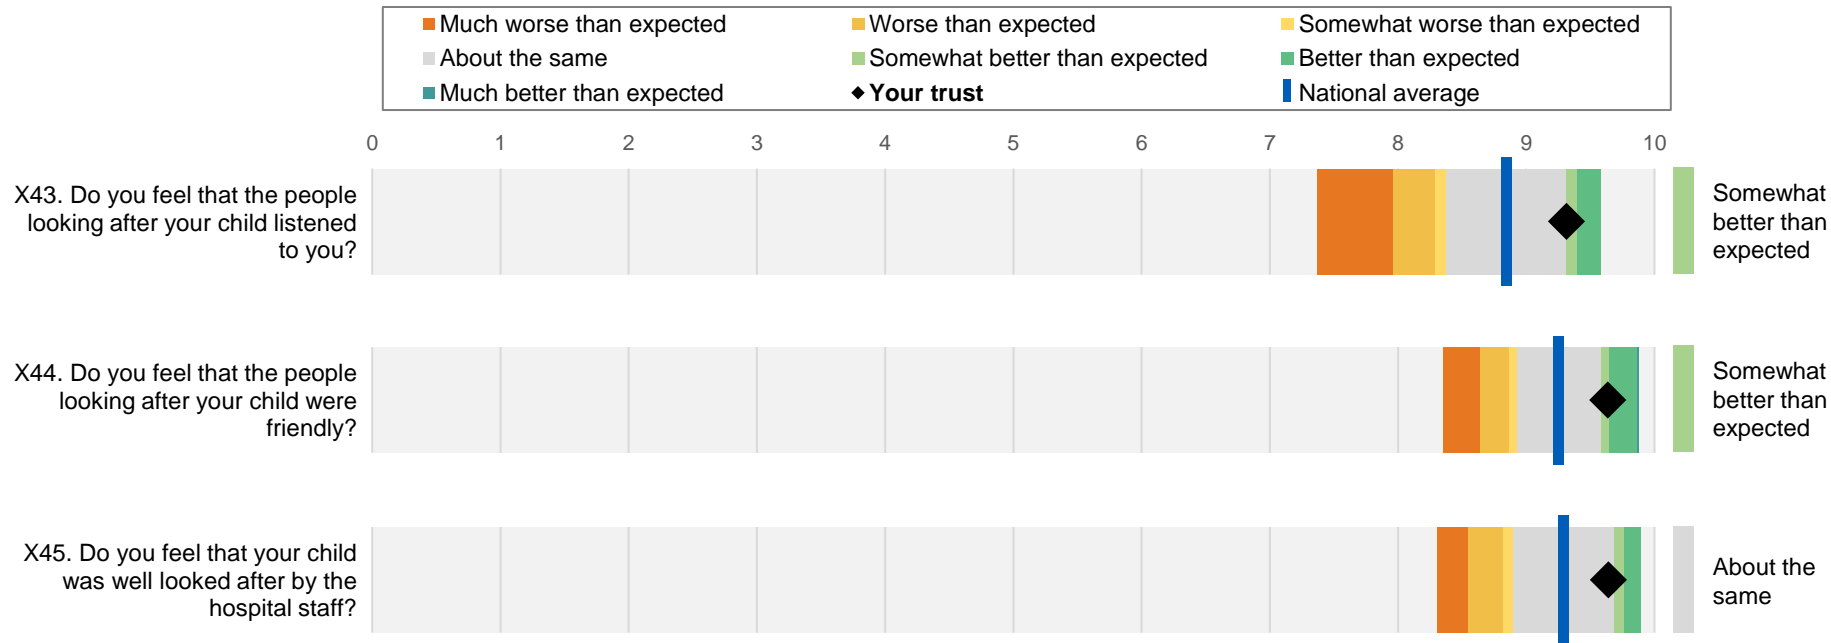 Much worse than expected
Worse than expected
Somewhat worse than expected
About the same
Somewhat better than expected
Better than expected
Much better than expected
Your trust
National average
0 1 2 3 4 5 6 7 8 9 10
X43. Do you feel that the people
looking after your child listened
to you?
Somewhat
better than
expected
X44. Do you feel that the people
looking after your child were
friendly?
Somewhat
better than
expected
X45. Do you feel that your child
was well looked after by the
hospital staff?
About the
same